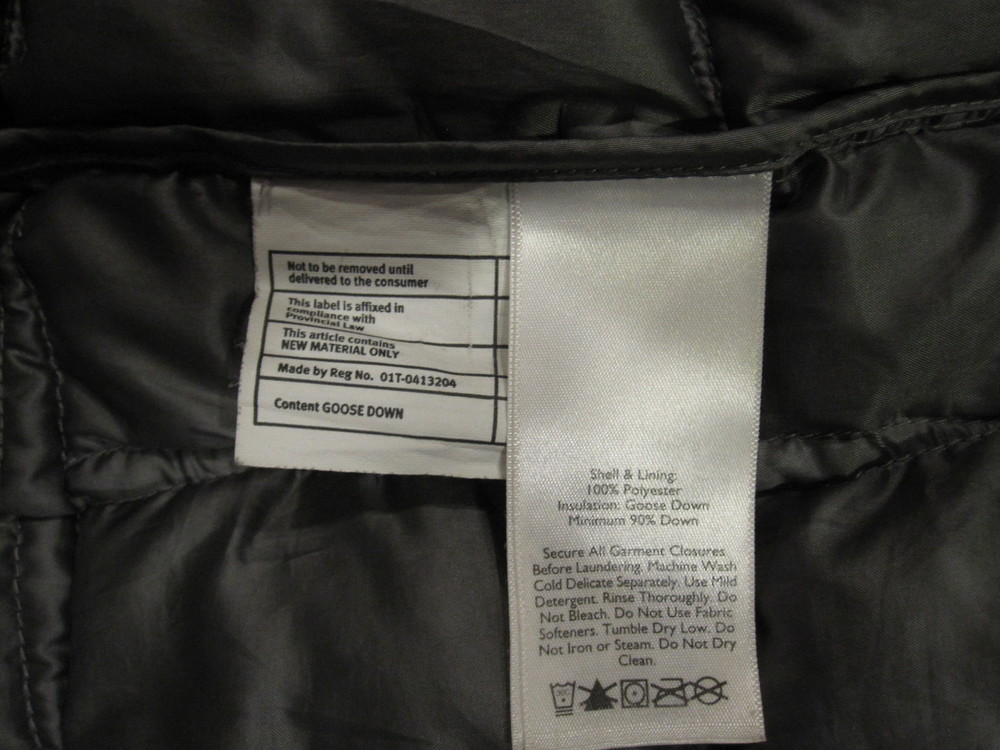 Not to be removed until
delivered to the consumer
This label is affixed in
compliance with
Provincial Law
This article contains
NEW MATERIAL ONLY
Made by Reg No. 01T-0413204
Content GOOSE DOWN
Shell & Lining:
100% Polyester
Insulation: Goose Down
Minimum 90% Down
Secure All Garment Closures
Before Laundering. Machine Wash
Cold Delicate Separately. Use Mild
Detergent. Rinse Thoroughly. Do
Not Bleach. Do Not Use Fabric
Softeners. Tumble Dry Low. Do
Not Iron or Steam. Do Not Dry
Clean.